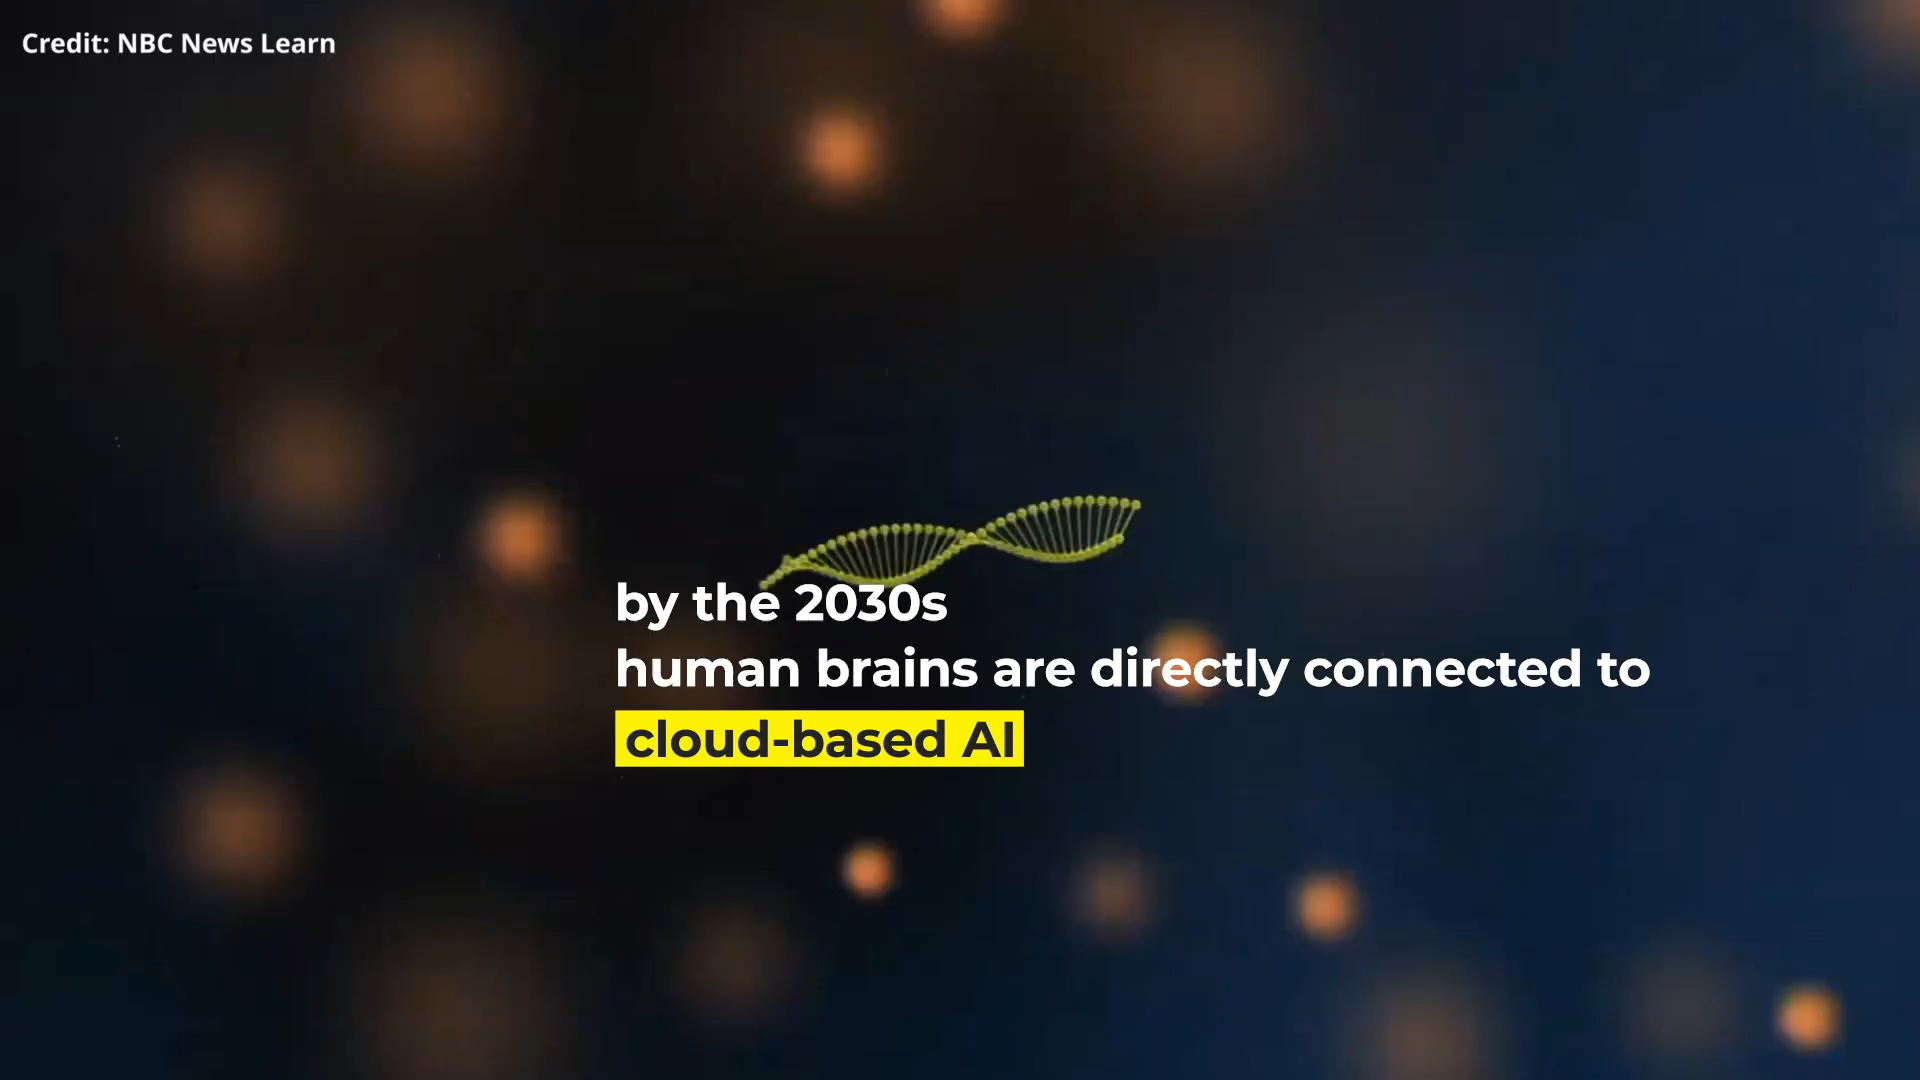 Credit: NBC News Learn
by the 2030s
human brains are directly connected to
cloud-based AI